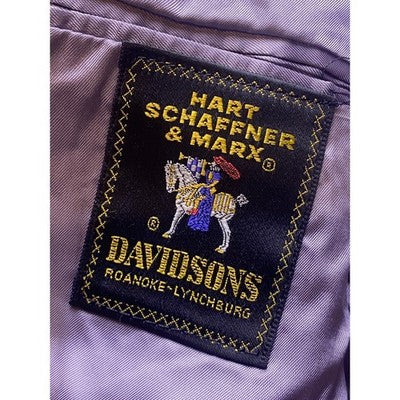 HART
SCHAFFNER
& MARX®
®
DAVIDSONS
ROANOKE-LYNCHBURG